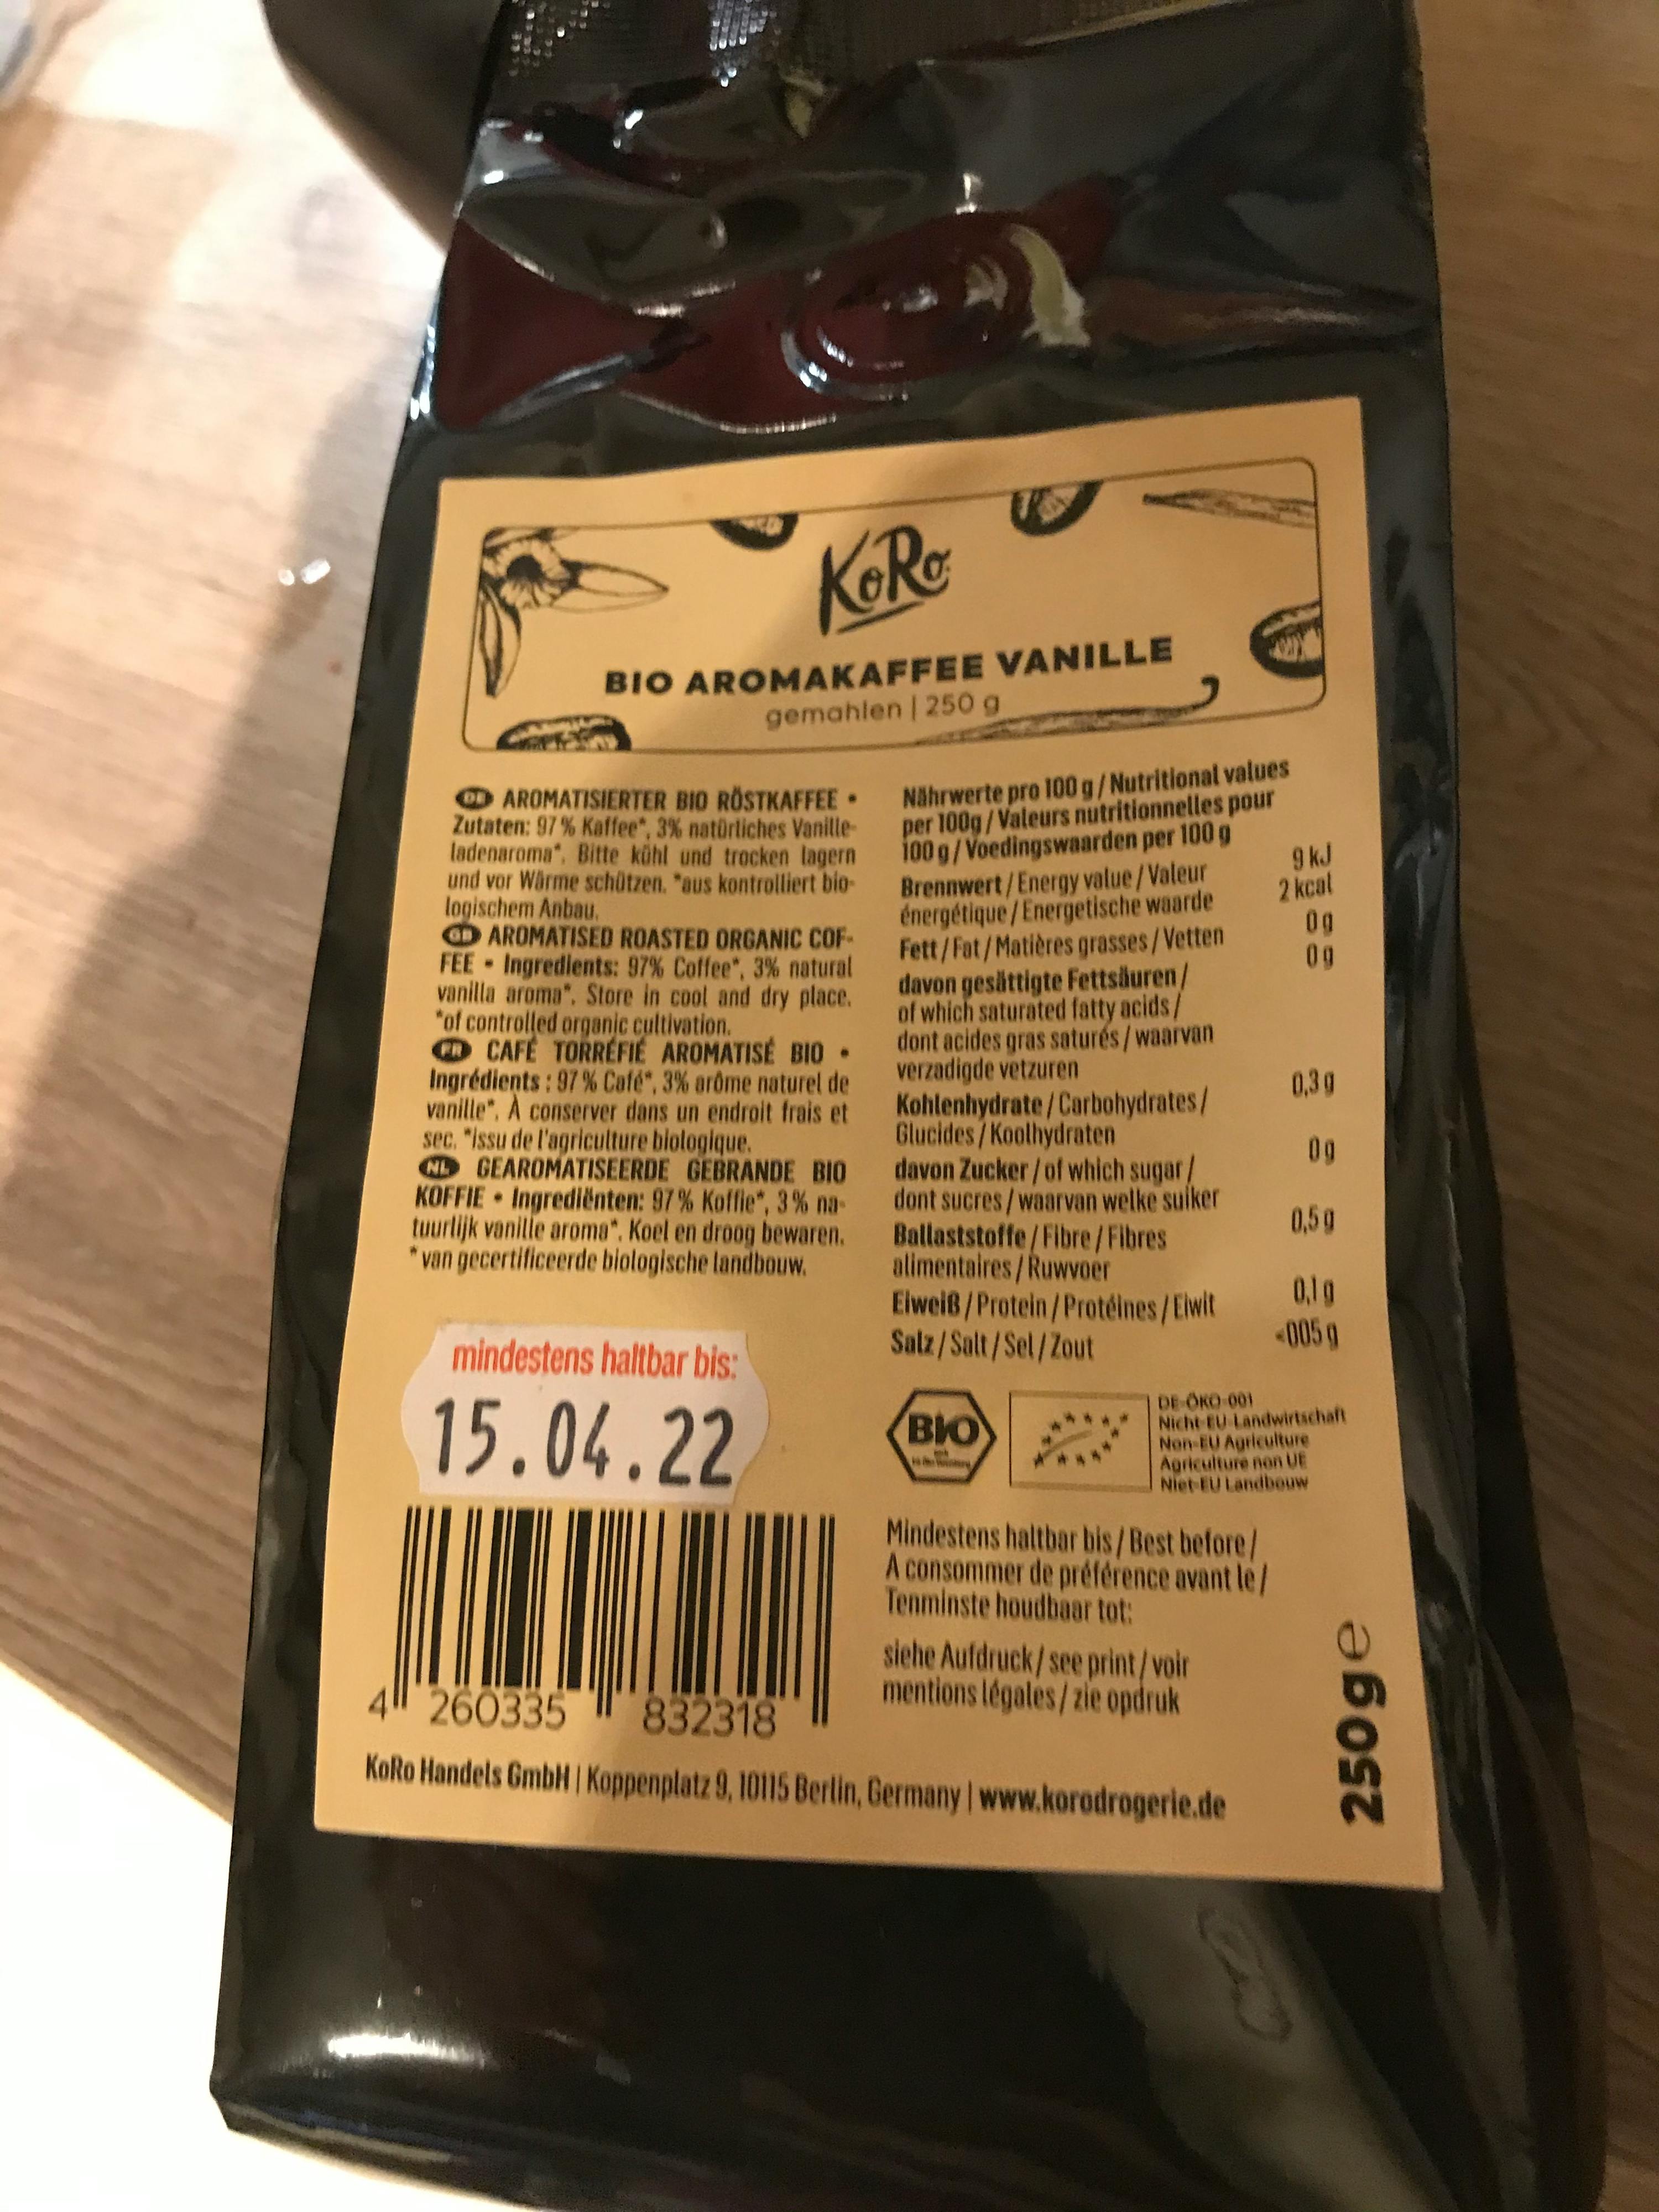 KoRo
BIO AROMAKAFFEE VANILLE
gemahlen | 250 g
DE AROMATISIERTER BIO RÖSTKAFFEE •
Zutaten: 97 % Kaffee*, 3% natürliches Vanille-
ladenaroma*. Bitte kühl und trocken lagern
und vor Wärme schützen. *aus kontrolliert bio-
logischem Anbau.
GB AROMATISED ROASTED ORGANIC COF-
FEE • Ingredients: 97% Coffee*, 3% natural
vanilla aroma*. Store in cool and dry place.
*of controlled organic cultivation.
FR CAFÉ TORRÉFIÉ AROMATISÉ BIO •
Ingrédients : 97 % Café*, 3% arôme naturel de
vanille*. À conserver dans un endroit frais et
sec. *issu de l'agriculture biologique.
NL GEAROMATISEERDE GEBRANDE BIO
KOFFIE • Ingrediënten: 97 % Koffie*, 3 % na-
tuurlijk vanille aroma*. Koel en droog bewaren.
* van gecertificeerde biologische landbouw.
mindestens haltbar bis:
15.04.22
4 260335 832318
Nährwerte pro 100 g / Nutritional values
per 100g / Valeurs nutritionnelles pour
100 g / Voedingswaarden per 100 g
Brennwert / Energy value / Valeur 9 kJ
énergétique / Energetische waarde 2 kcal
Fett / Fat / Matières grasses / Vetten 0 g
davon gesättigte Fettsäuren / 0 g
of which saturated fatty acids /
dont acides gras saturés / waarvan
verzadigde vetzuren
Kohlenhydrate / Carbohydrates / 0,3 g
Glucides / Koolhydraten
davon Zucker / of which sugar / 0 g
dont sucres / waarvan welke suiker
Ballaststoffe / Fibre / Fibres 0,5 g
alimentaires / Ruwvoer
Eiweiß / Protein / Protéines / Eiwit 0,1 g
Salz / Salt / Sel / Zout <005 g
BIO
DE-ÖKO-001
Nicht-EU-Landwirtschaft
Non-EU Agriculture
Agriculture non UE
Niet-EU Landbouw
Mindestens haltbar bis / Best before /
A consommer de préférence avant le /
Tenminste houdbaar tot:
siehe Aufdruck / see print / voir
mentions légales / zie opdruk
250g e
KoRo Handels GmbH | Koppenplatz 9, 10115 Berlin, Germany | www.korodrogerie.de